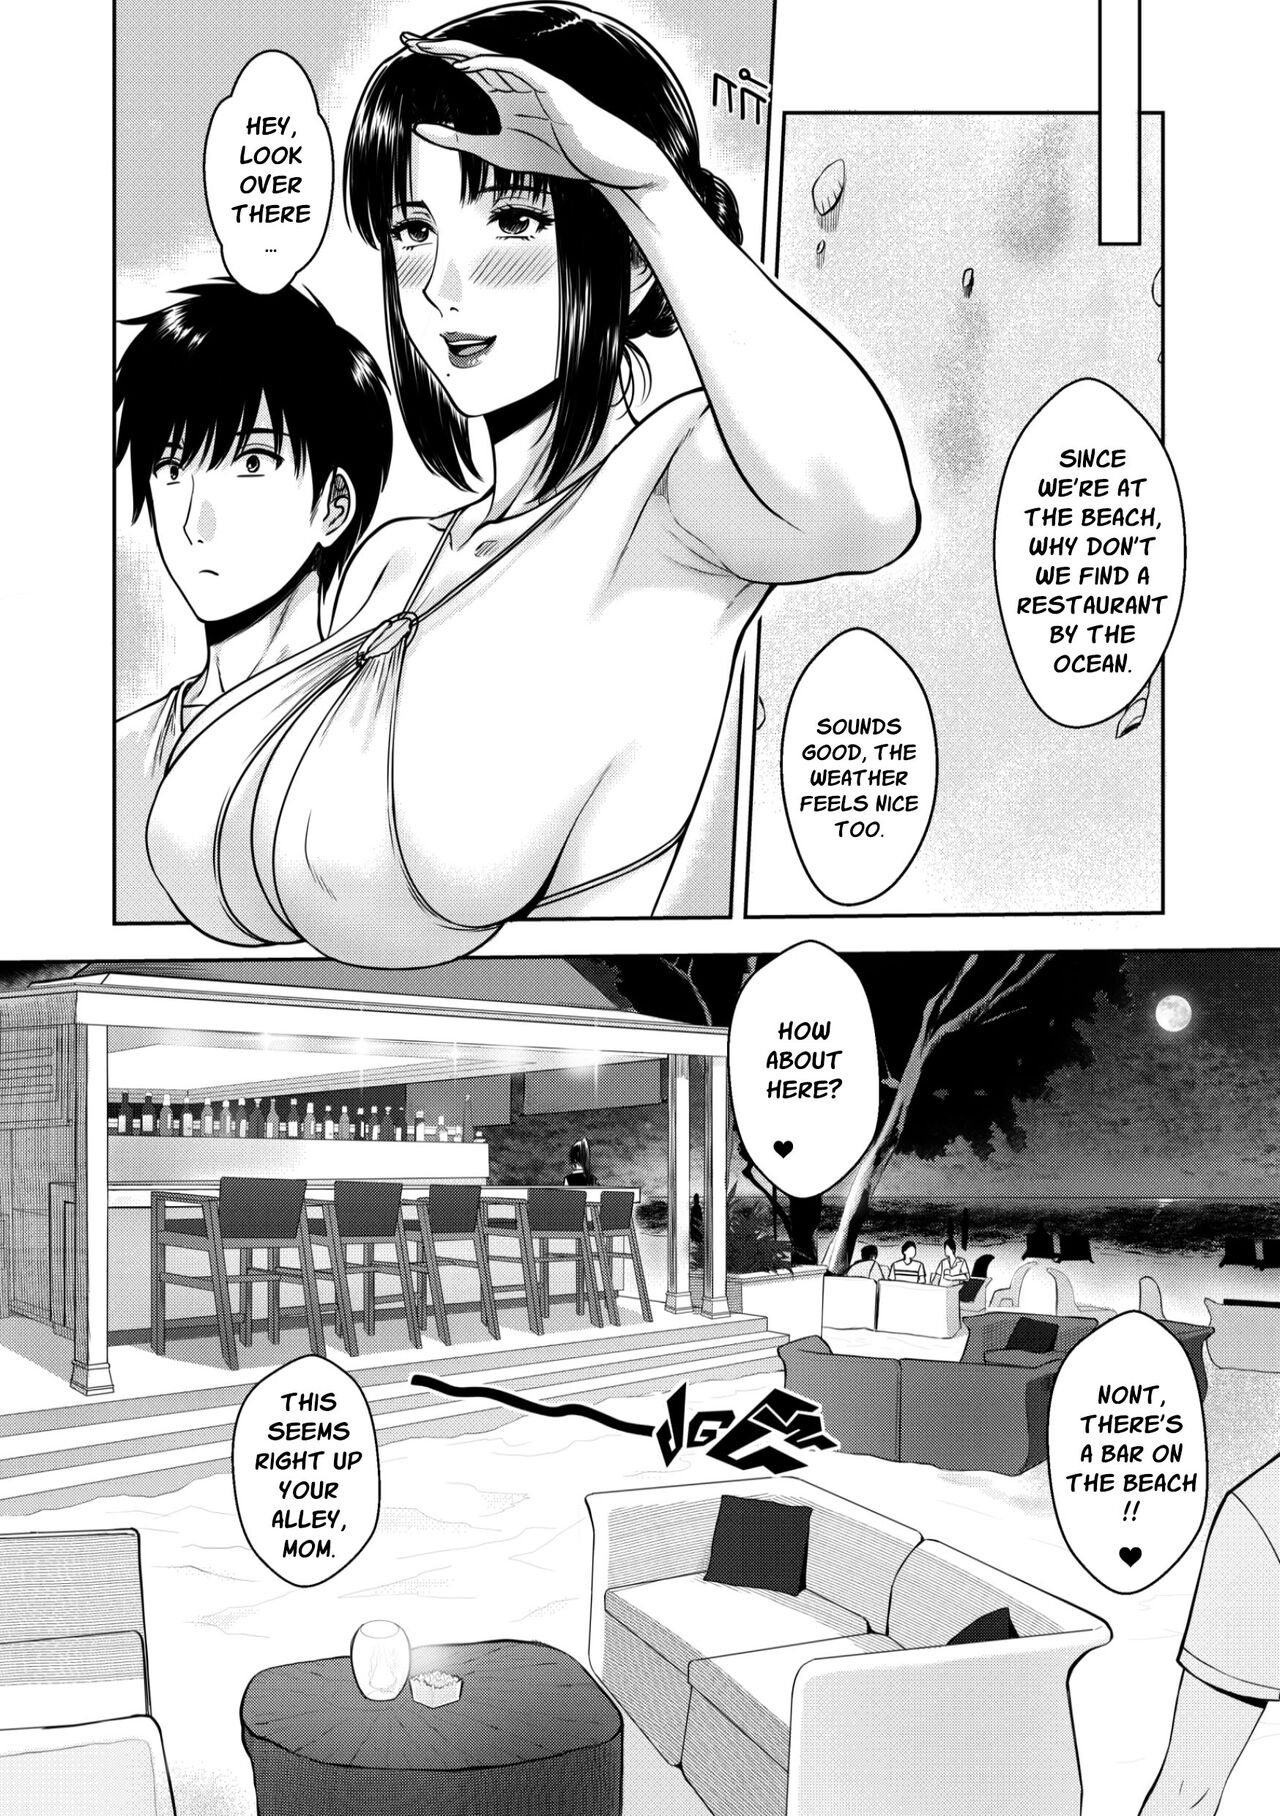 SINCE
WE'RE AT
THE BEACH,
WHY DON'T
WE FIND A
RESTAURANT
BY THE
OCEAN.
SOUNDS
GOOD, THE
WEATHER
FEELS NICE
TOO.
HEY,
LOOK
OVER
THERE
...
HOW
ABOUT
HERE?
♥
NONT,
THERE'S
A BAR ON
THE BEACH
!!
♥
THIS
SEEMS
RIGHT UP
YOUR
ALLEY,
MOM.